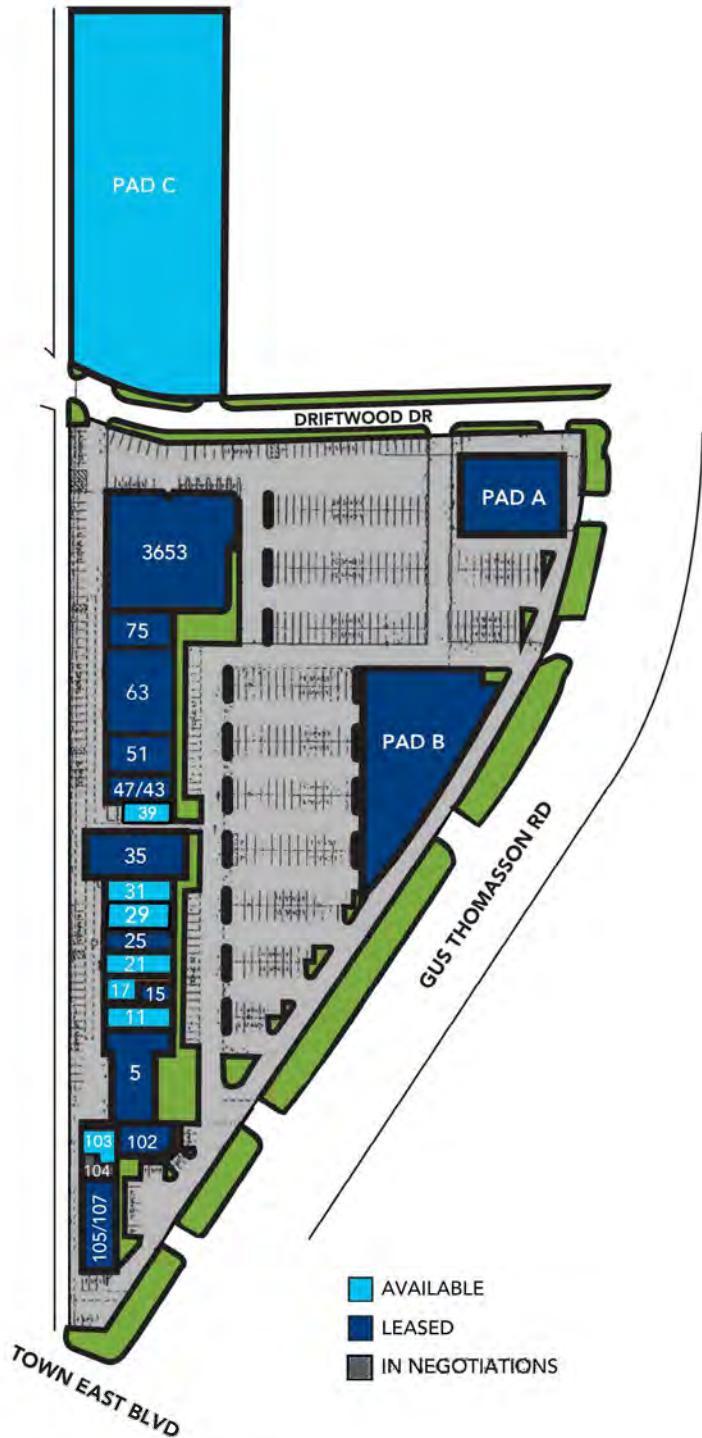 PAD C
DRIFTWOOD DR
PAD A
3653
75
63
51
PAD B
47/43
39
35
31
29
25
21
17
15
11
5
GUS THOMASSON RD
103
102
104
105/107
AVAILABLE
LEASED
IN NEGOTIATIONS
TOWN EAST BLVD